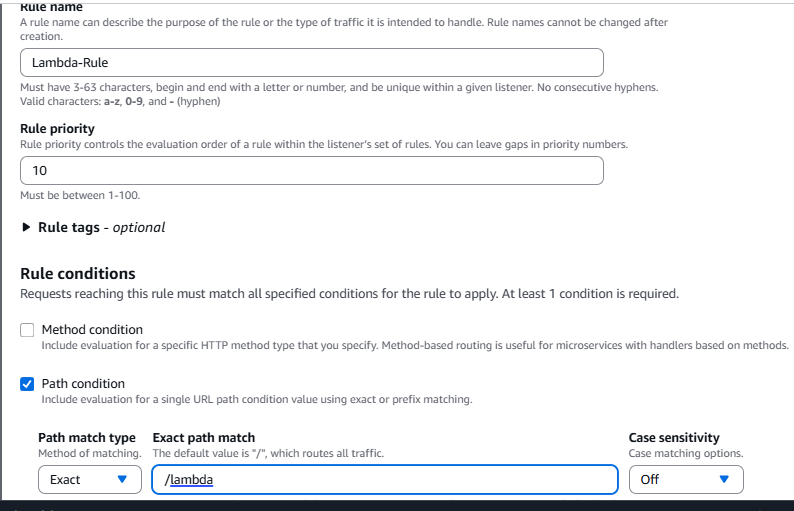 Rule name
A rule name can describe the purpose of the rule or the type of traffic it is intended to handle. Rule names cannot be changed after
creation.
Lambda-Rule
Must have 3-63 characters, begin and end with a letter or number, and be unique within a given listener. No consecutive hyphens.
Valid characters: a-z, 0-9, and - (hyphen)
Rule priority
Rule priority controls the evaluation order of a rule within the listener's set of rules. You can leave gaps in priority numbers.
10
Must be between 1-100.
Rule tags - optional
Rule conditions
Requests reaching this rule must match all specified conditions for the rule to apply. At least 1 condition is required.
Method condition
Include evaluation for a specific HTTP method type that you specify. Method-based routing is useful for microservices with handlers based on methods.
Path condition
Include evaluation for a single URL path condition value using exact or prefix matching.
Path match type Exact path match Case sensitivity
Method of matching. The default value is "/", which routes all traffic. Case matching options.
Exact /lambda Off